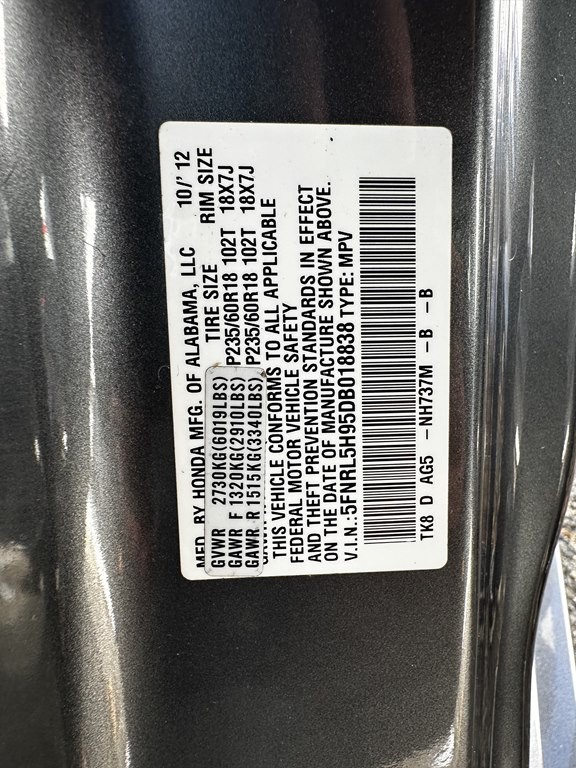 MFD. BY HONDA MFG. OF ALABAMA, LLC 10/'12
GVWR 2730KG(6019LBS) TIRE SIZE RIM SIZE
GAWR F 1320KG(2910LBS) P235/60R18 102T 18X7J
GAWR R 1515KG(3340LBS) P235/60R18 102T 18X7J
THIS VEHICLE CONFORMS TO ALL APPLICABLE
FEDERAL MOTOR VEHICLE SAFETY
AND THEFT PREVENTION STANDARDS IN EFFECT
ON THE DATE OF MANUFACTURE SHOWN ABOVE.
V.I.N.:5FNRL5H95DB018838 TYPE: MPV
TK8 D AG5 -NH737M - B - B